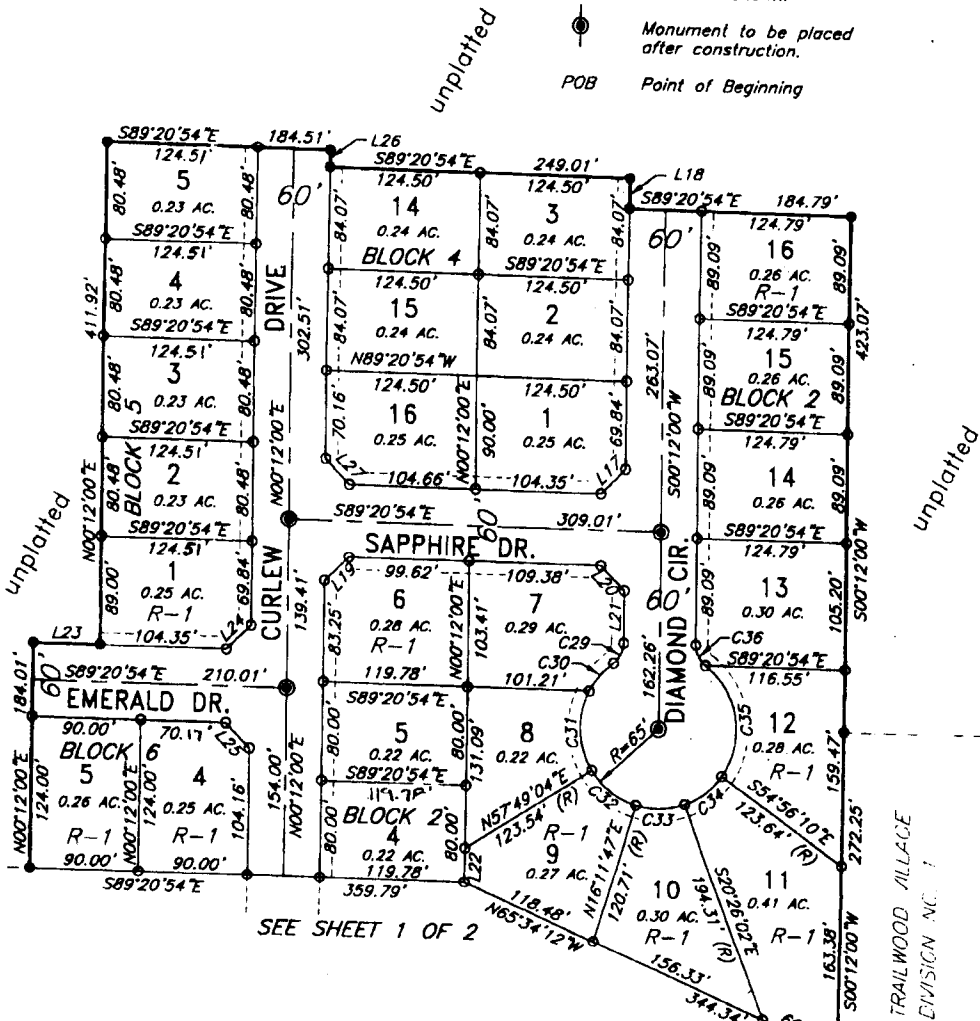 Monument to be placed
after construction.
POB Point of Beginning
unplatted
S89°20'54"E 184.51' L26
124.51'
S89°20'54"E 249.01' L18
124.50' 124.50'
S89°20'54"E 184.79'
124.79'
60'
60'
5
0.23 AC.
80.48' 80.48'
14
0.24 AC.
84.07' 84.07'
3
0.24 AC.
84.07'
16
0.26 AC.
R-1
89.09' 89.09'
S89°20'54"E
124.51'
BLOCK 4
124.50'
S89°20'54"E
124.50'
4
0.23 AC.
80.48' 80.48'
411.92'
DRIVE
302.51'
15
0.24 AC.
84.07' 84.07'
2
0.24 AC.
84.07'
263.07'
S89°20'54"E
124.79'
423.07'
S89°20'54"E
124.51'
N89°20'54"W
124.50' 124.50'
15
0.26 AC.
BLOCK 2
89.09' 89.09'
3
0.23 AC.
80.48' 80.48'
BLOCK 5
16
0.25 AC.
70.16'
N00°12'00"E
90.00'
1
0.25 AC.
69.84'
S00°12'00"W
S89°20'54"E
124.79'
S89°20'54"E
124.51'
L27
104.66' 104.35'
L17
14
0.26 AC.
89.09' 89.09'
unplatted
2
0.23 AC.
80.48' 80.48'
N00°12'00"E
N00°12'00"E
S89°20'54"E 309.01'
60'
SAPPHIRE DR.
S89°20'54"E
124.79'
unplatted
S89°20'54"E
124.51'
CURLEW
139.41'
L19
99.62' 109.38'
L20
L21
60'
13
0.30 AC.
89.09'
105.20'
S00°12'00"W
1
0.25 AC.
R-1
89.00' 69.84'
L24
104.35'
L23
6
0.28 AC.
R-1
83.25'
N00°12'00"E
103.41'
7
0.29 AC.
C29
C30
162.26'
DIAMOND CIR.
C36
S89°20'54"E
116.55'
S89°20'54"E 210.01'
60'
184.01'
EMERALD DR.
119.78'
S89°20'54"E
101.21'
90.00' 70.17'
L25
BLOCK 6
5
0.26 AC.
R-1
N00°12'00"E
124.00'
N00°12'00"E
124.00'
4
0.25 AC.
R-1
104.16'
154.00'
N00°12'00"E
5
0.22 AC.
80.00' 80.00'
131.09'
8
0.22 AC.
C31
R=65'
C35
12
0.28 AC.
R-1
159.47'
S89°20'54"E
119.78'
BLOCK 2
4
0.22 AC.
80.00' 80.00'
L22
N57°49'04"E
123.54' (R)
C32
C33
C34
S54°56'10"E
123.64' (R)
272.25'
90.00' 90.00'
S89°20'54"E
119.78'
359.79'
R-1
9
0.27 AC.
N16°11'47"E
120.71' (R)
10
0.30 AC.
R-1
S20°26'02"E
194.31' (R)
11
0.41 AC.
R-1
163.38'
S00°12'00"W
SEE SHEET 1 OF 2
118.48'
N65°34'12"W
156.33'
344.34'
TRAILWOOD VILLAGE
DIVISION NO. 1